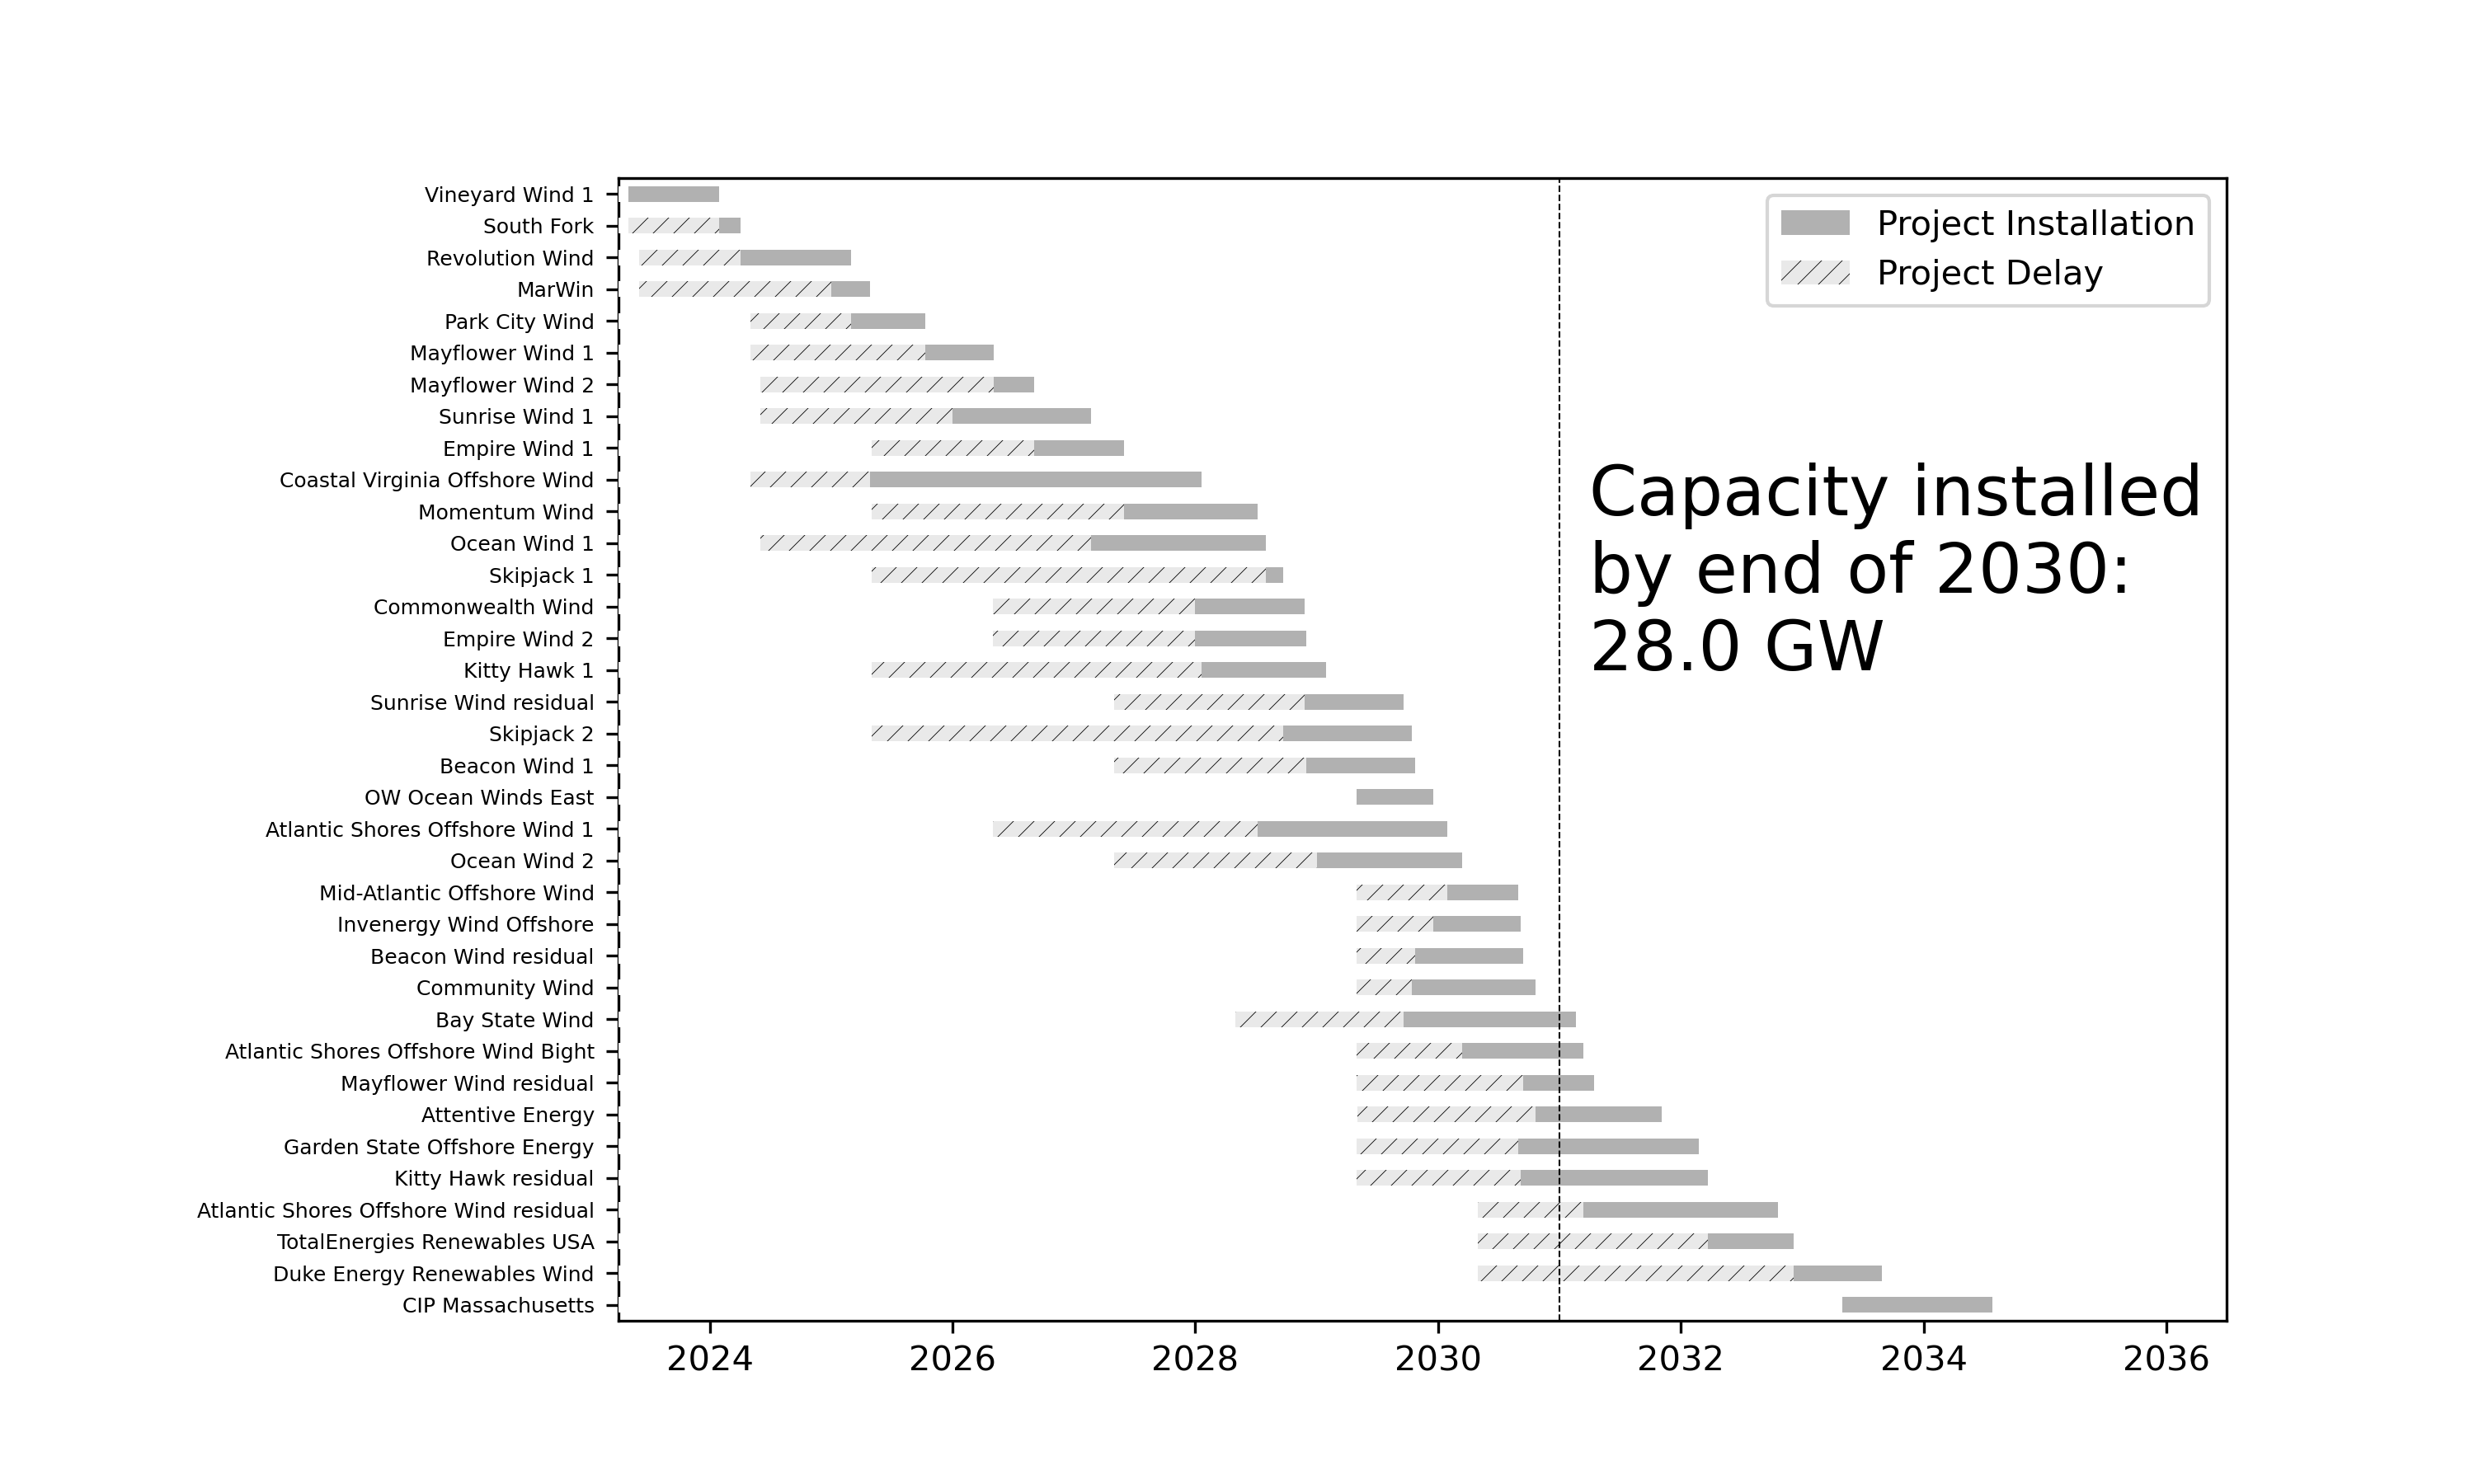 Vineyard Wind 1
South Fork
Revolution Wind
MarWin
Park City Wind
Mayflower Wind 1
Mayflower Wind 2
Sunrise Wind 1
Empire Wind 1
Coastal Virginia Offshore Wind
Momentum Wind
Ocean Wind 1
Skipjack 1
Commonwealth Wind
Empire Wind 2
Kitty Hawk 1
Sunrise Wind residual
Skipjack 2
Beacon Wind 1
OW Ocean Winds East
Atlantic Shores Offshore Wind 1
Ocean Wind 2
Mid-Atlantic Offshore Wind
Invenergy Wind Offshore
Beacon Wind residual
Community Wind
Bay State Wind
Atlantic Shores Offshore Wind Bight
Mayflower Wind residual
Attentive Energy
Garden State Offshore Energy
Kitty Hawk residual
Atlantic Shores Offshore Wind residual
TotalEnergies Renewables USA
Duke Energy Renewables Wind
CIP Massachusetts
Project Installation
Project Delay
Capacity installed
by end of 2030:
28.0 GW
2024 2026 2028 2030 2032 2034 2036